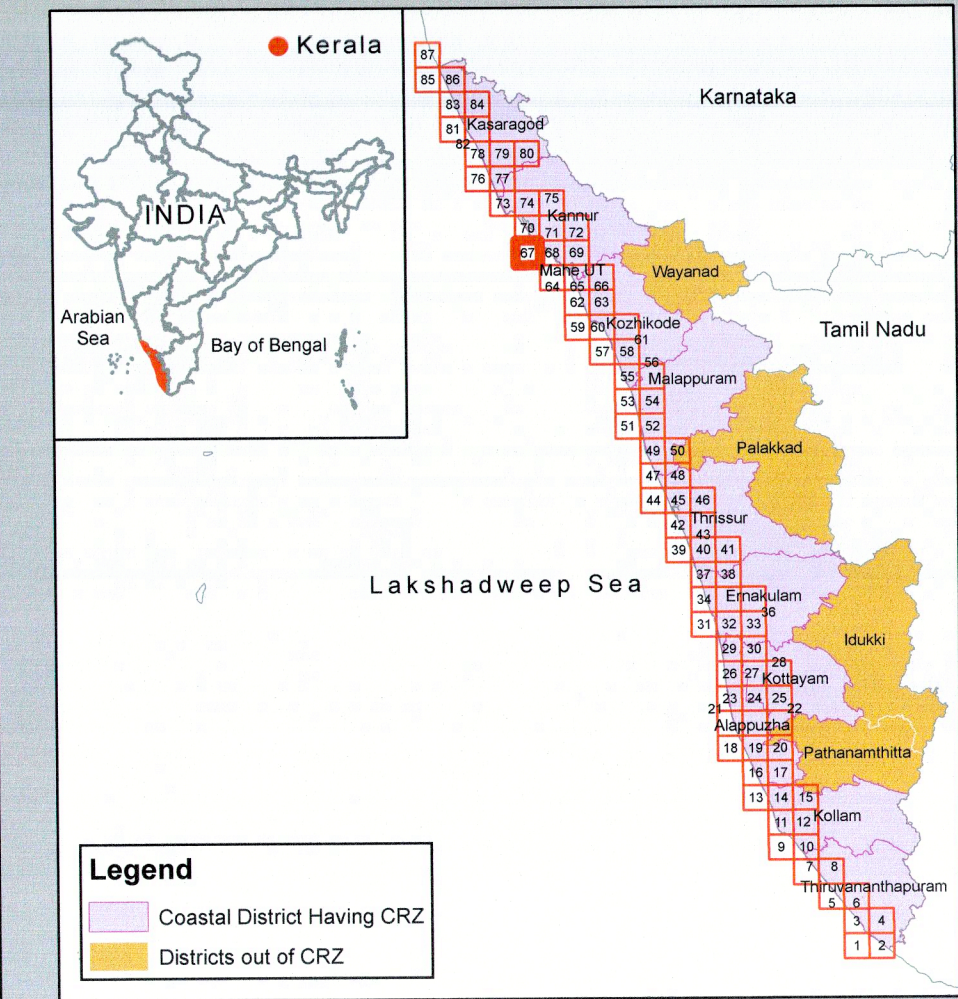 Kerala
INDIA
Arabian
Sea
Bay of Bengal
Karnataka
87
85 86
83 84
81 Kasaragod
82
78 79 80
76 77
73 74 75
Kannur
70 71 72
67 68 69
Mahe UT
64 65 66
Wayanad
62 63
59 60 Kozhikode
61
Tamil Nadu
57 58
56
55 Malappuram
53 54
51 52
49 50
Palakkad
47 48
44 45 46
42 Thrissur
43
39 40 41
37 38
Lakshadweep Sea
34 Ernakulam
36
31 32 33
Idukki
29 30
28
26 27 Kottayam
23 24 25
21 22
Alappuzha
18 19 20
Pathanamthitta
16 17
13 14 15
11 12 Kollam
9 10
7 8
Thiruvananthapuram
5 6
3 4
1 2
Legend
Coastal District Having CRZ
Districts out of CRZ